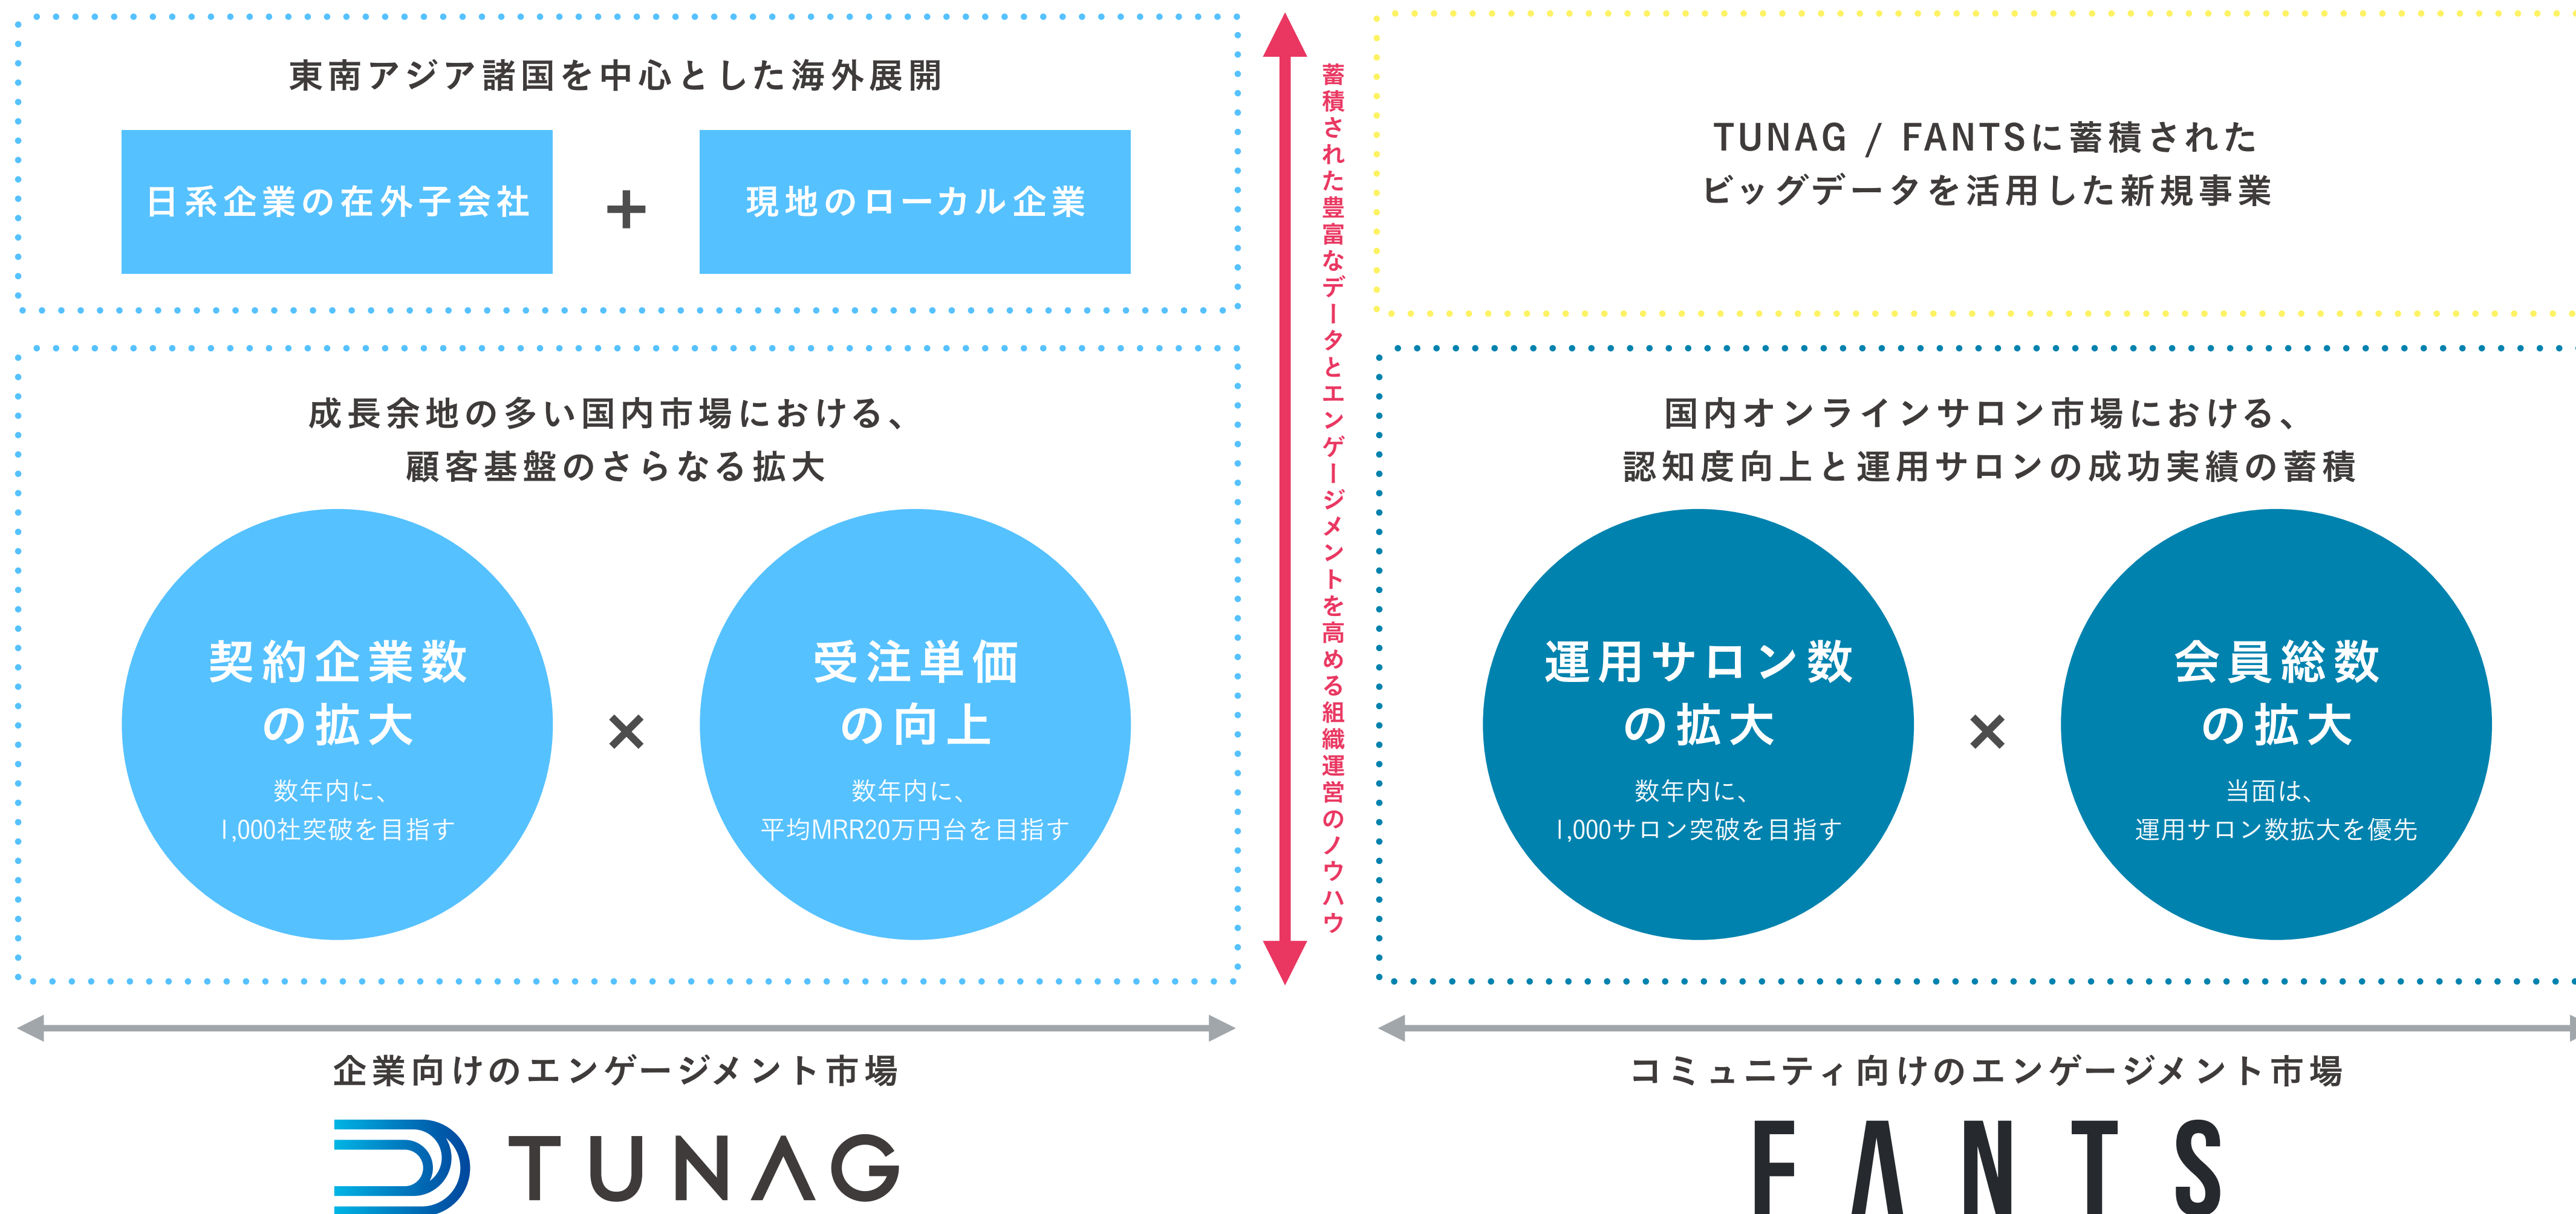 東南アジア諸国を中心とした海外展開
日系企業の在外子会社
+
現地のローカル企業
成長余地の多い国内市場における、
顧客基盤のさらなる拡大
契約企業数
の拡大
数年内に、
1,000社突破を目指す
×
受注単価
の向上
数年内に、
平均MRR20万円台を目指す
企業向けのエンゲージメント市場
TUNAG
蓄積された豊富なデータとエンゲージメントを高める組織運営のノウハウ
TUNAG / FANTSに蓄積された
ビッグデータを活用した新規事業
国内オンラインサロン市場における、
認知度向上と運用サロンの成功実績の蓄積
運用サロン数
の拡大
数年内に、
1,000サロン突破を目指す
×
会員総数
の拡大
当面は、
運用サロン数拡大を優先
コミュニティ向けのエンゲージメント市場
FANTS